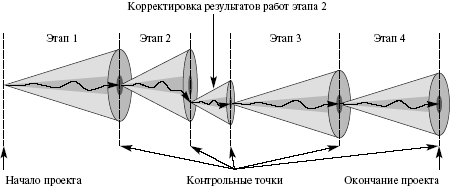 Корректировка результатов работ этапа 2
Этап 1
Этап 2
Этап 3
Этап 4
Начало проекта
Контрольные точки
Окончание проекта